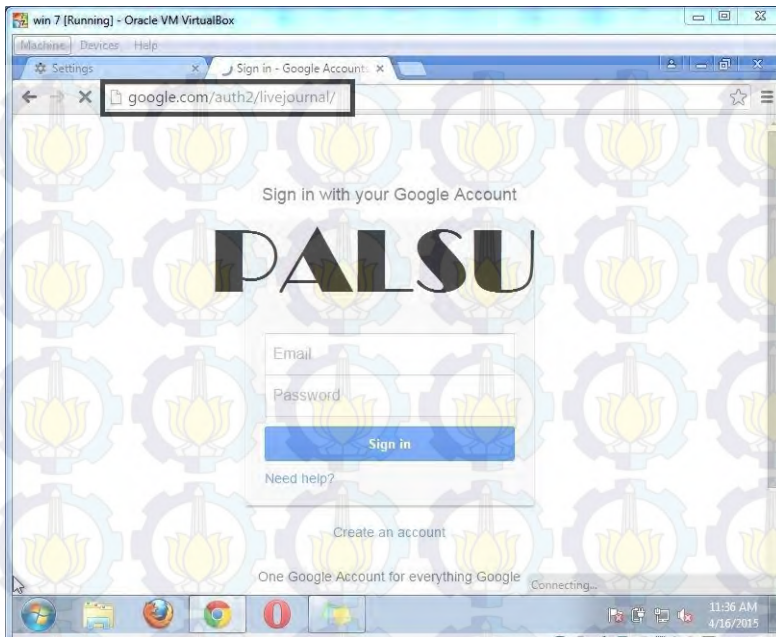 win 7 [Running] - Oracle VM VirtualBox
Machine Devices Help
Settings
Sign in - Google Accounts
google.com/auth2/livejournal/
Sign in with your Google Account
PALSU
Email
Password
Sign in
Need help?
Create an account
One Google Account for everything Google
Connecting...
11:36 AM
4/16/2015